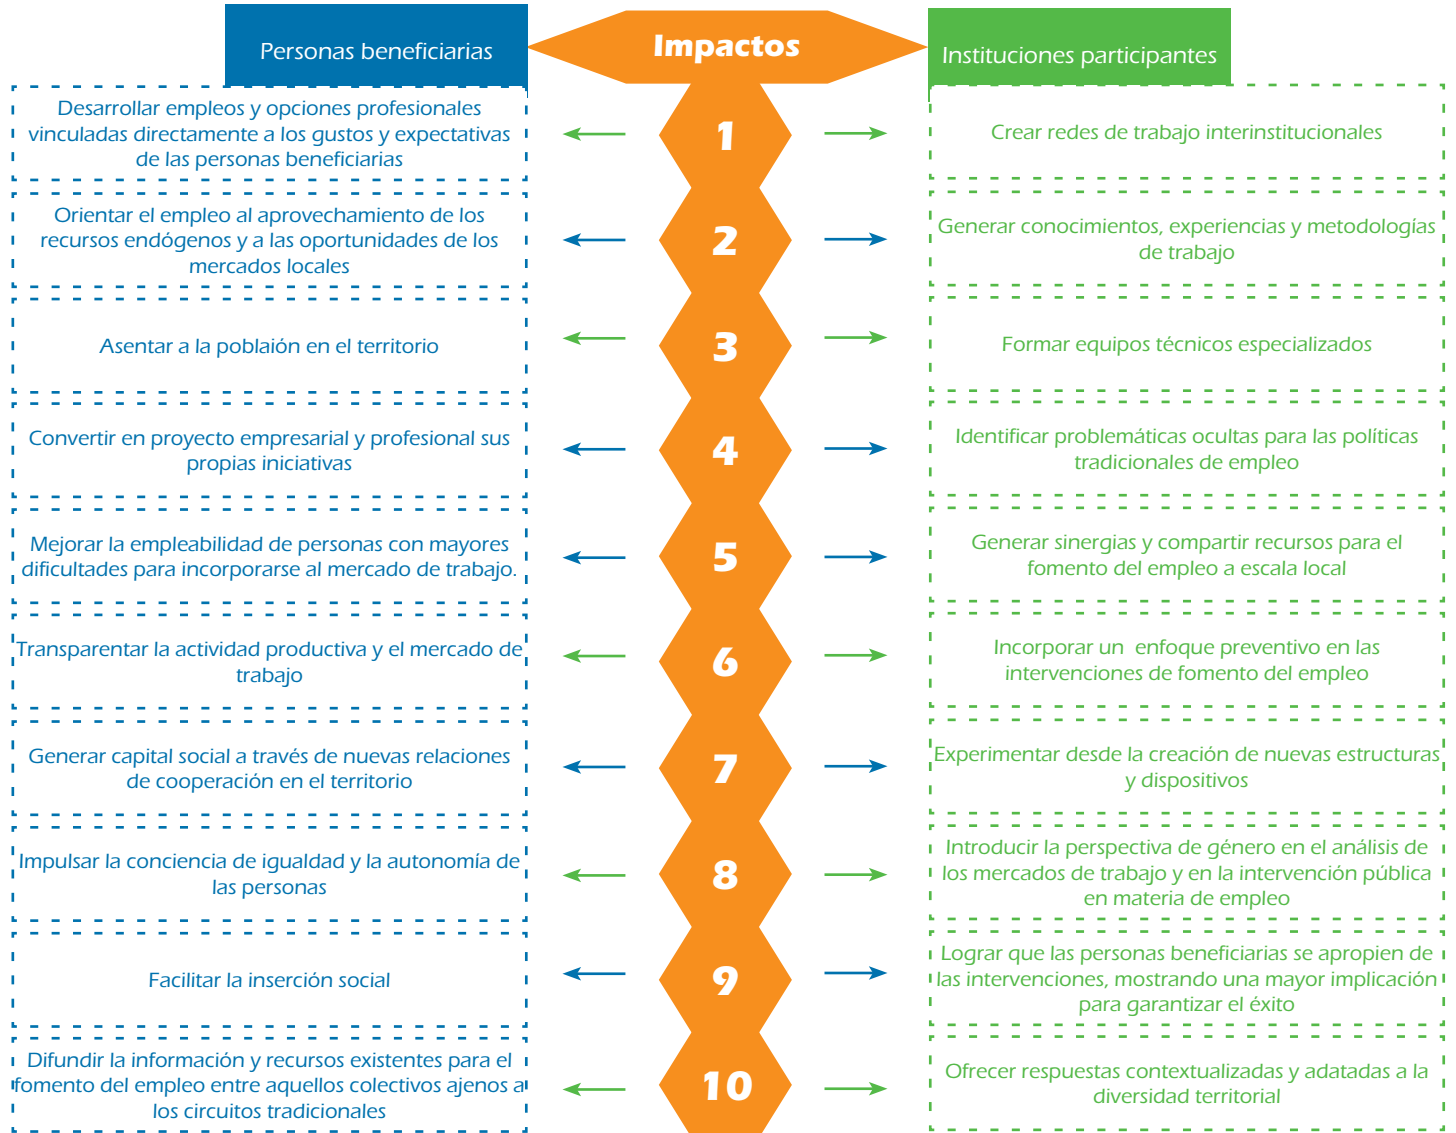 Personas beneficiarias
Impactos
Instituciones participantes
Desarrollar empleos y opciones profesionales
vinculadas directamente a los gustos y expectativas
de las personas beneficiarias
1
Crear redes de trabajo interinstitucionales
Orientar el empleo al aprovechamiento de los
recursos endógenos y a las oportunidades de los
mercados locales
2
Generar conocimientos, experiencias y metodologías
de trabajo
Asentar a la poblaión en el territorio
3
Formar equipos técnicos especializados
Convertir en proyecto empresarial y profesional sus
propias iniciativas
4
Identificar problemáticas ocultas para las políticas
tradicionales de empleo
Mejorar la empleabilidad de personas con mayores
dificultades para incorporarse al mercado de trabajo.
5
Generar sinergias y compartir recursos para el
fomento del empleo a escala local
Transparentar la actividad productiva y el mercado de
trabajo
6
Incorporar un  enfoque preventivo en las
intervenciones de fomento del empleo
Generar capital social a través de nuevas relaciones
de cooperación en el territorio
7
Experimentar desde la creación de nuevas estructuras
y dispositivos
Impulsar la conciencia de igualdad y la autonomía de
las personas
8
Introducir la perspectiva de género en el análisis de
los mercados de trabajo y en la intervención pública
en materia de empleo
Facilitar la inserción social
9
Lograr que las personas beneficiarias se apropien de
las intervenciones, mostrando una mayor implicación
para garantizar el éxito
Difundir la información y recursos existentes para el
fomento del empleo entre aquellos colectivos ajenos a
los circuitos tradicionales
10
Ofrecer respuestas contextualizadas y adatadas a la
diversidad territorial